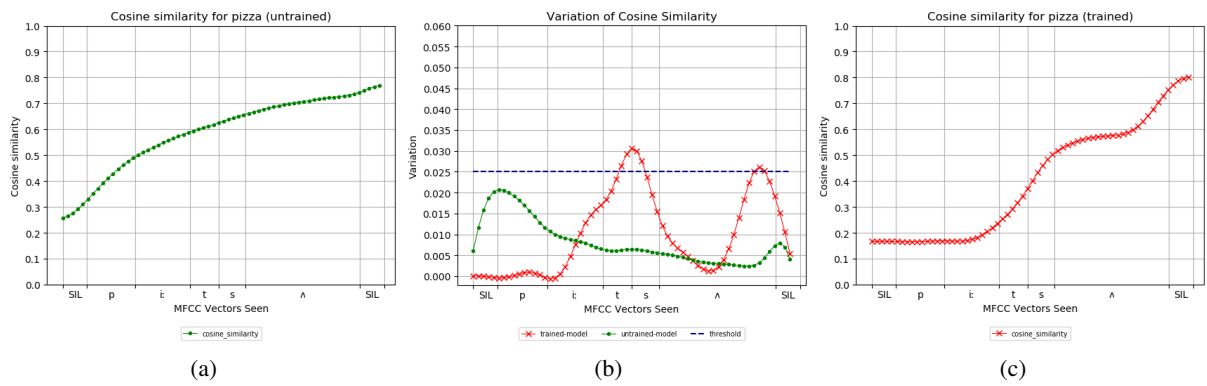 Cosine similarity for pizza (untrained)
1.0
0.9
0.8
0.7
0.6
0.5
0.4
0.3
0.2
0.1
0.0
Cosine similarity
SIL p i: t s ʌ SIL
MFCC Vectors Seen
cosine_similarity
(a)
Variation of Cosine Similarity
0.060
0.055
0.050
0.045
0.040
0.035
0.030
0.025
0.020
0.015
0.010
0.005
0.000
Variation
SIL p i: t s ʌ SIL
MFCC Vectors Seen
trained-model untrained-model threshold
(b)
Cosine similarity for pizza (trained)
1.0
0.9
0.8
0.7
0.6
0.5
0.4
0.3
0.2
0.1
0.0
Cosine similarity
SIL p i: t s ʌ SIL
MFCC Vectors Seen
cosine_similarity
(c)